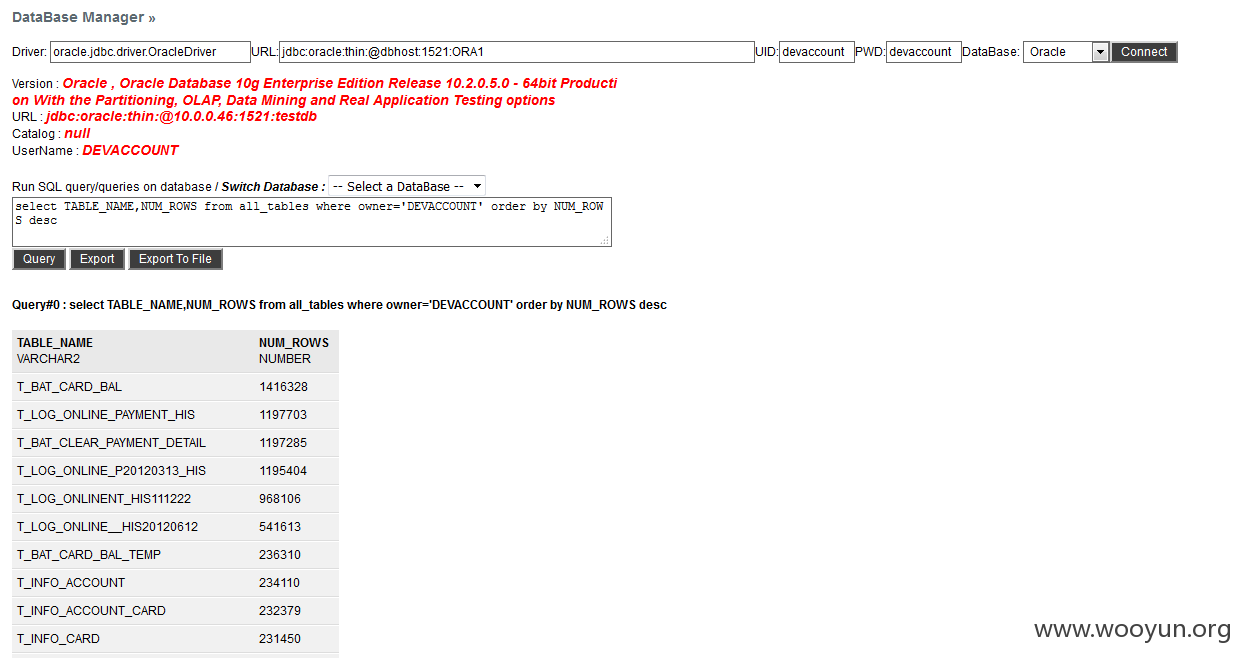 DataBase Manager »
Driver: oracle.jdbc.driver.OracleDriver URL: jdbc:oracle:thin:@dbhost:1521:ORA1 UID: devaccount PWD: devaccount DataBase: Oracle Connect
Version : Oracle , Oracle Database 10g Enterprise Edition Release 10.2.0.5.0 - 64bit Producti
on With the Partitioning, OLAP, Data Mining and Real Application Testing options
URL : jdbc:oracle:thin:@10.0.0.46:1521:testdb
Catalog : null
UserName : DEVACCOUNT
Run SQL query/queries on database / Switch Database : -- Select a DataBase --
select TABLE_NAME,NUM_ROWS from all_tables where owner='DEVACCOUNT' order by NUM_ROW
S desc
Query Export Export To File
Query#0 : select TABLE_NAME,NUM_ROWS from all_tables where owner='DEVACCOUNT' order by NUM_ROWS desc
TABLE_NAME NUM_ROWS
VARCHAR2 NUMBER
T_BAT_CARD_BAL 1416328
T_LOG_ONLINE_PAYMENT_HIS 1197703
T_BAT_CLEAR_PAYMENT_DETAIL 1197285
T_LOG_ONLINE_P20120313_HIS 1195404
T_LOG_ONLINENT_HIS111222 968106
T_LOG_ONLINE__HIS20120612 541613
T_BAT_CARD_BAL_TEMP 236310
T_INFO_ACCOUNT 234110
T_INFO_ACCOUNT_CARD 232379
T_INFO_CARD 231450
www.wooyun.org